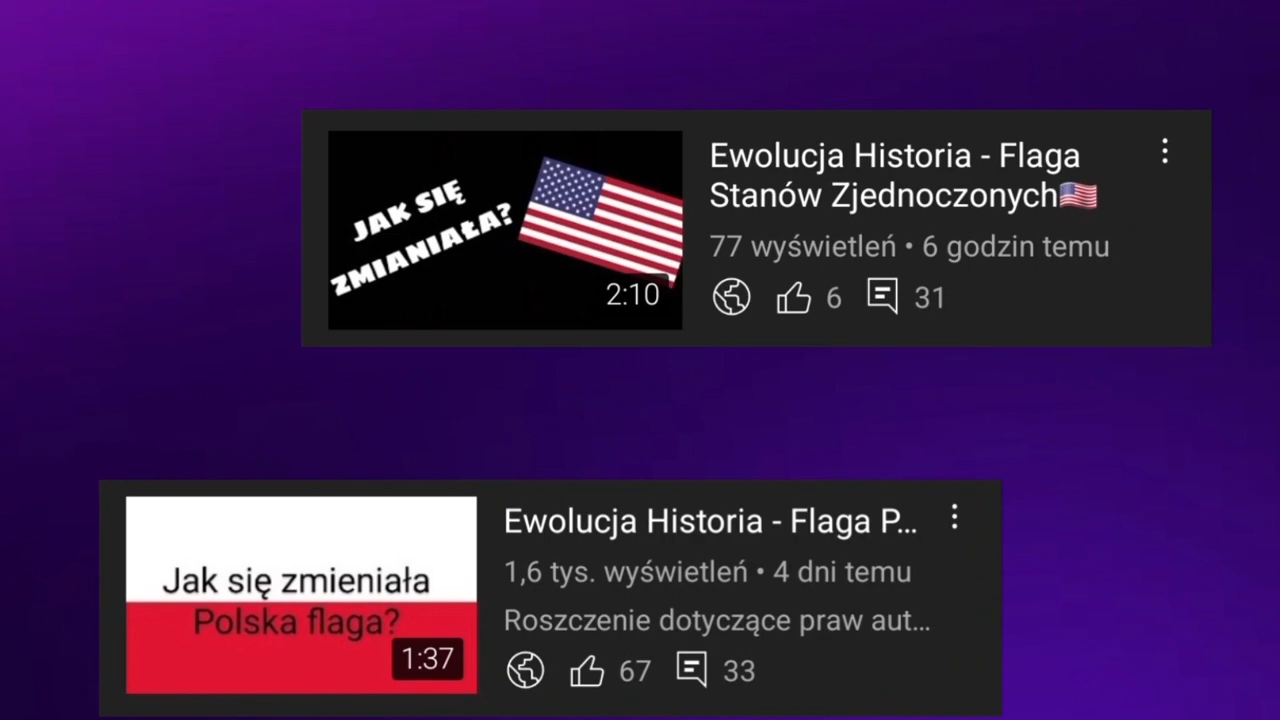 JAK SIĘ
ZMIANIAŁA?
2:10
Ewolucja Historia - Flaga
Stanów Zjednoczonych🇺🇸
77 wyświetleń • 6 godzin temu
6 31
Jak się zmieniała
Polska flaga?
1:37
Ewolucja Historia - Flaga P...
1,6 tys. wyświetleń • 4 dni temu
Roszczenie dotyczące praw aut...
67 33